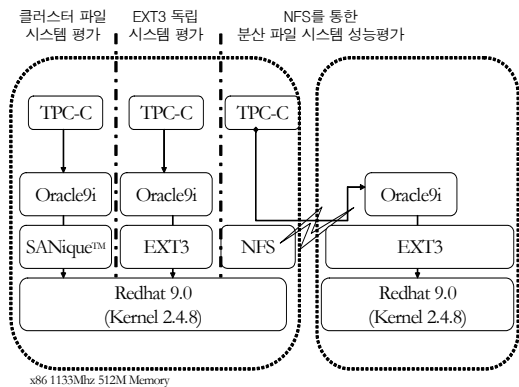 클러스터 파일
시스템 평가
EXT3 독립
시스템 평가
NFS를 통한
분산 파일 시스템 성능평가
TPC-C
TPC-C
TPC-C
Oracle9i
Oracle9i
Oracle9i
SANique™
EXT3
NFS
EXT3
Redhat 9.0
(Kernel 2.4.8)
Redhat 9.0
(Kernel 2.4.8)
x86 1133Mhz 512M Memory